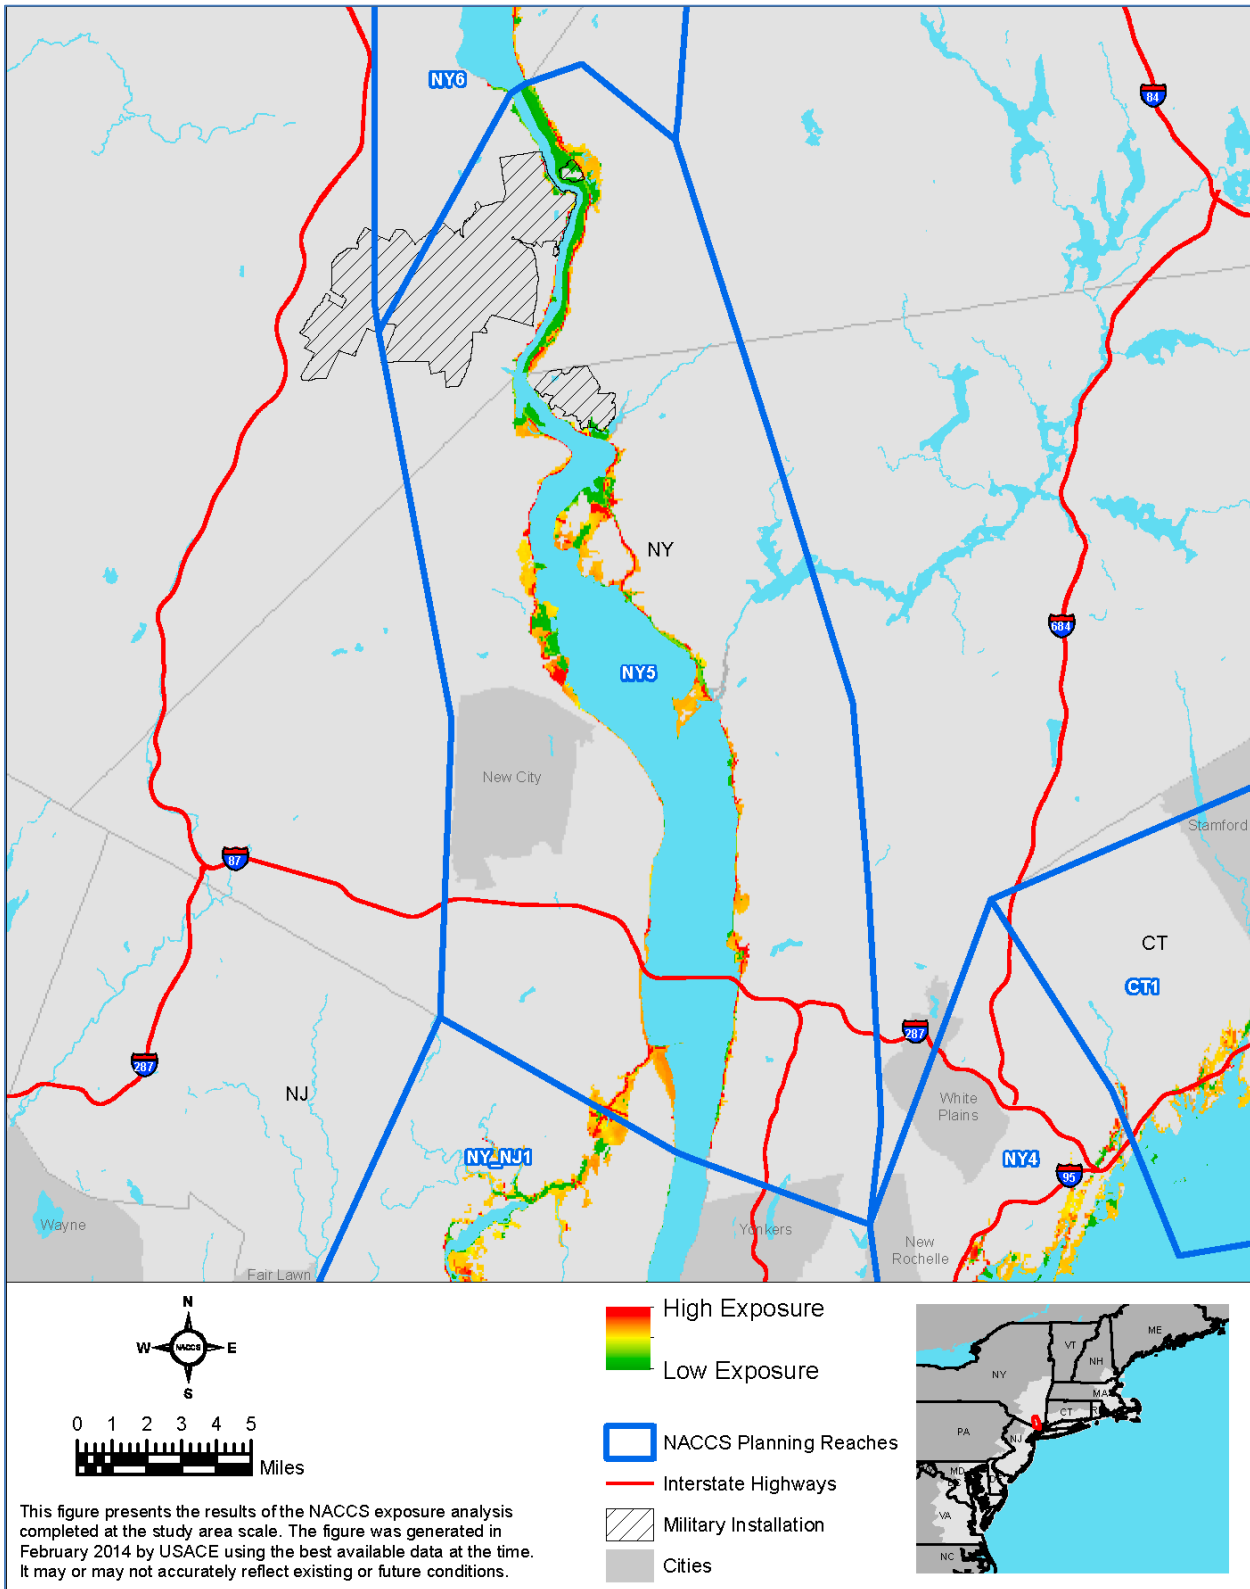 NY6
84
NY
684
NY5
New City
Stamford
87
CT
CT1
287
287
NJ
White
Plains
NY_NJ1
NY4
95
Wayne
Yonkers
New
Rochelle
Fair Lawn
N
W NACCS E
S
0 1 2 3 4 5
Miles
High Exposure
Low Exposure
NACCS Planning Reaches
Interstate Highways
Military Installation
Cities
This figure presents the results of the NACCS exposure analysis
completed at the study area scale. The figure was generated in
February 2014 by USACE using the best available data at the time.
It may or may not accurately reflect existing or future conditions.
ME
VT
NH
NY
MA
CT
PA
NJ
MD
VA
NC